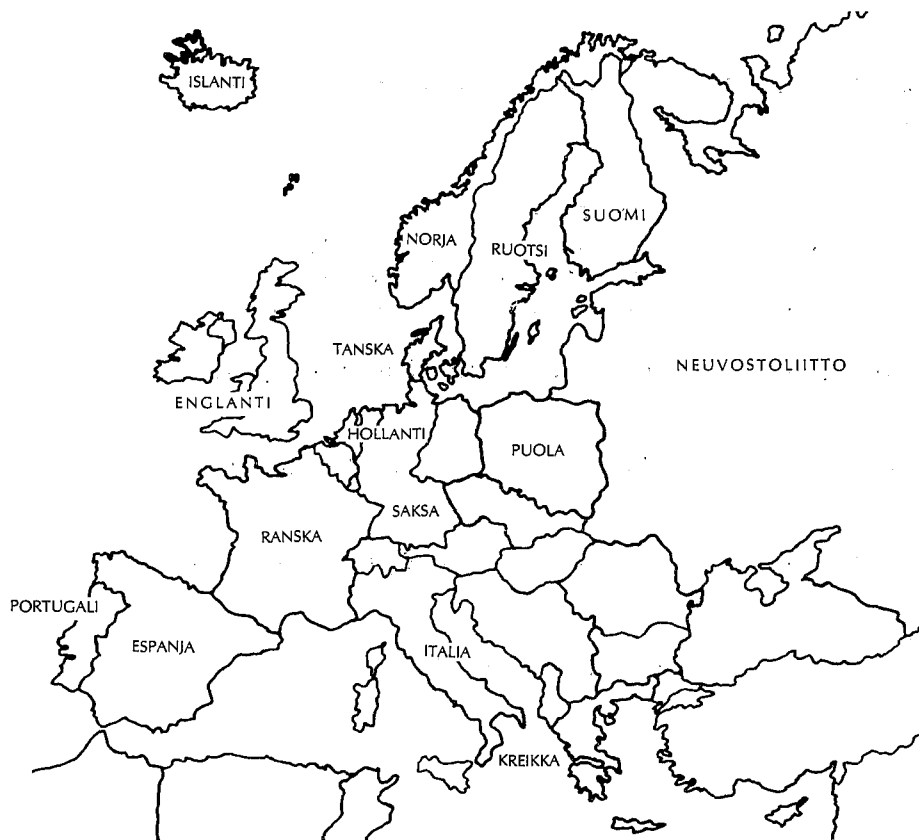 ISLANTI
SUOMI
NORJA
RUOTSI
TANSKA
NEUVOSTOLIITTO
ENGLANTI
HOLLANTI
PUOLA
SAKSA
RANSKA
PORTUGALI
ESPANJA
ITALIA
KREIKKA